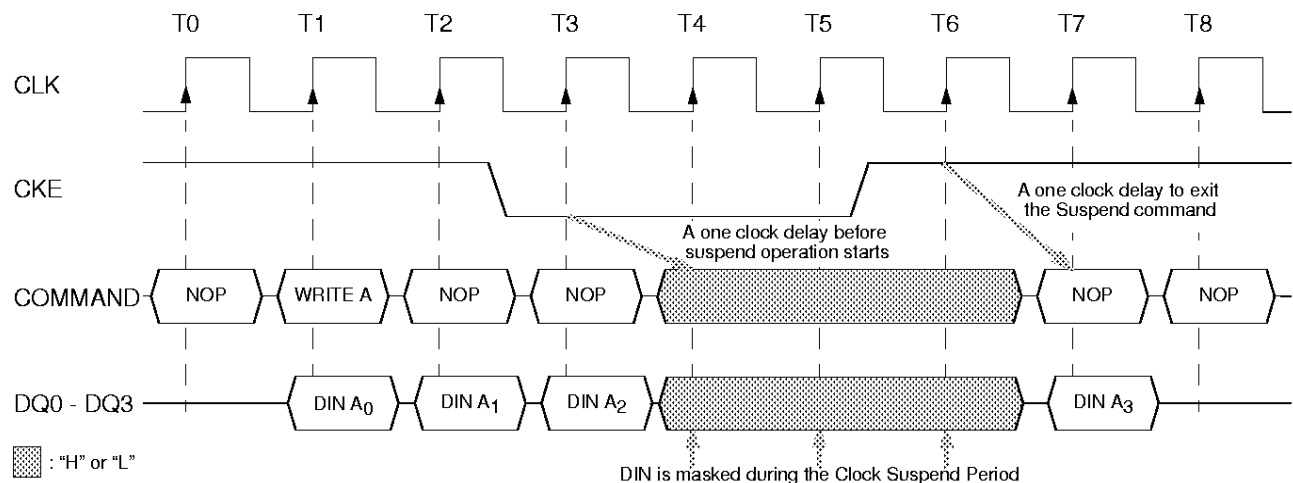 T0 T1 T2 T3 T4 T5 T6 T7 T8
CLK
CKE
A one clock delay to exit
the Suspend command
A one clock delay before
suspend operation starts
COMMAND NOP WRITE A NOP NOP NOP NOP
DQ0 - DQ3 DIN A0 DIN A1 DIN A2 DIN A3
: "H" or "L"
DIN is masked during the Clock Suspend Period